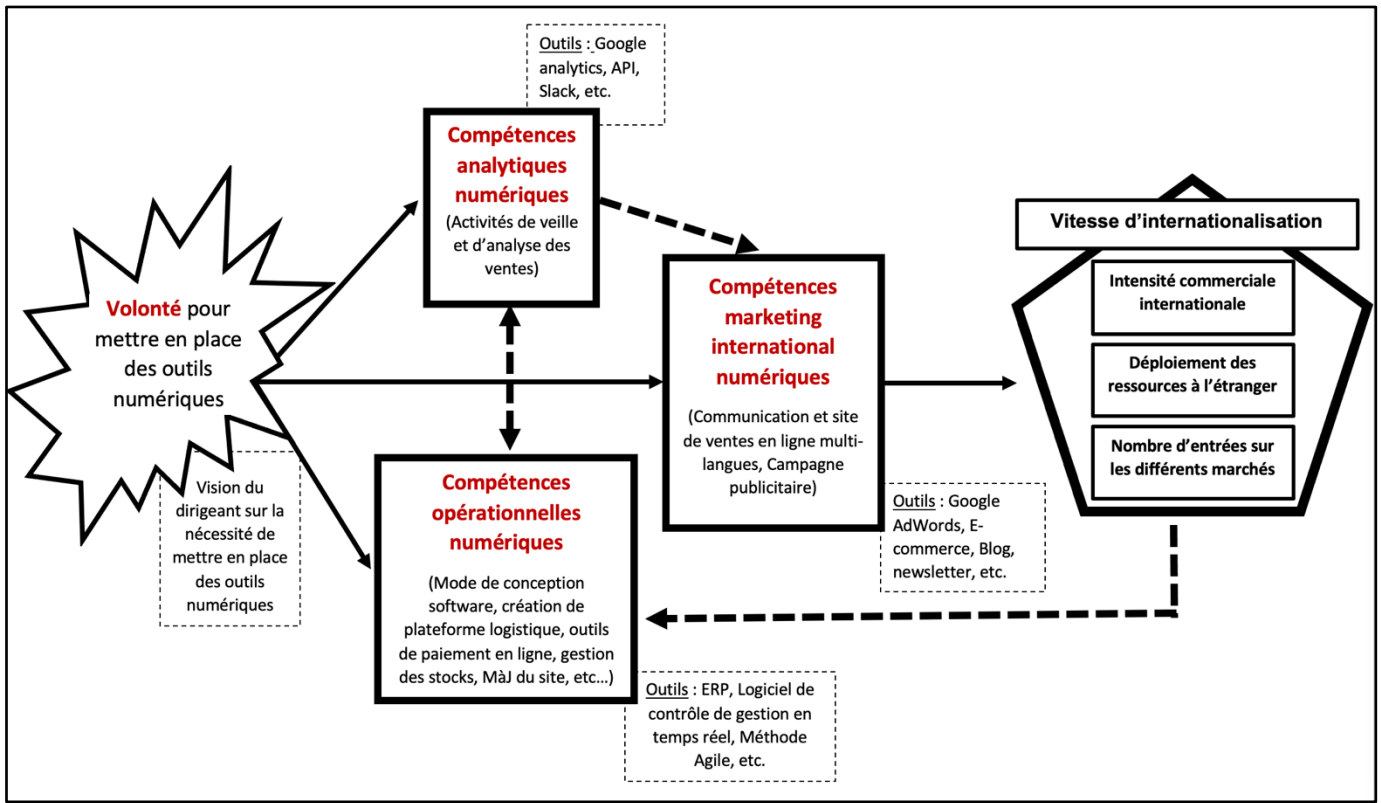 Outils : Google
analytics, API,
Slack, etc.
Compétences
analytiques
numériques
(Activités de veille
et d’analyse des
ventes)
Volonté pour
mettre en place
des outils
numériques
Vision du
dirigeant sur la
nécessité de
mettre en place
des outils
numériques
Compétences
opérationnelles
numériques
(Mode de conception
software, création de
plateforme logistique, outils
de paiement en ligne, gestion
des stocks, MàJ du site, etc…)
Outils : ERP, Logiciel de
contrôle de gestion en
temps réel, Méthode
Agile, etc.
Compétences
marketing
international
numériques
(Communication et site
de ventes en ligne multi-
langues, Campagne
publicitaire)
Outils : Google
AdWords, E-
commerce, Blog,
newsletter, etc.
Vitesse d’internationalisation
Intensité commerciale
internationale
Déploiement des
ressources à l’étranger
Nombre d’entrées sur
les différents marchés